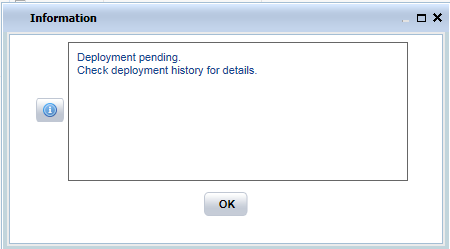 Information
Deployment pending.
Check deployment history for details.
OK